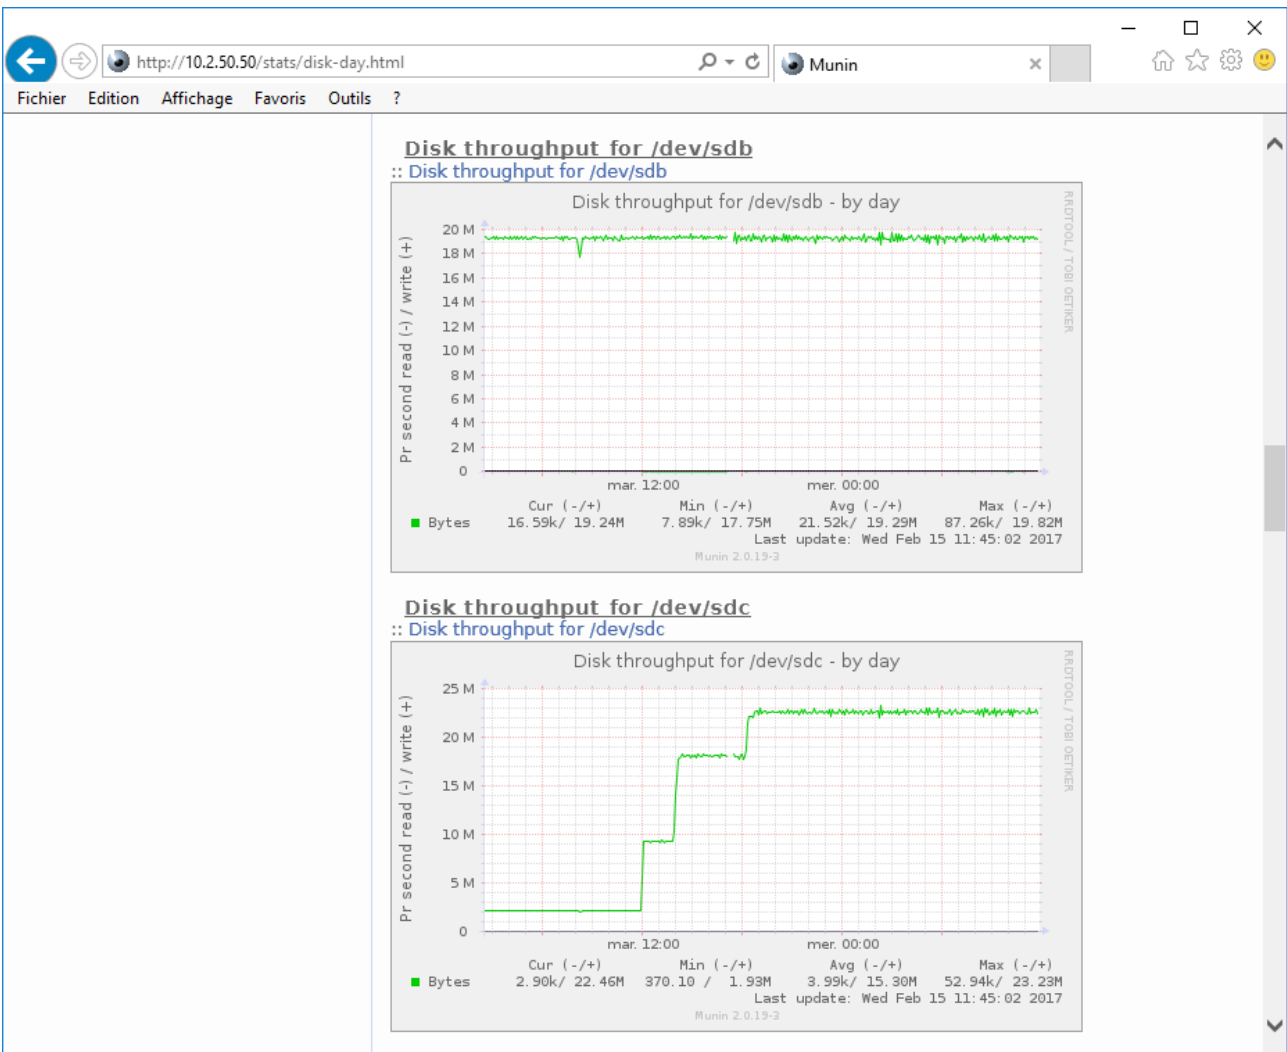 http://10.2.50.50/stats/disk-day.html
Munin
Fichier Edition Affichage Favoris Outils ?
Disk throughput for /dev/sdb
:: Disk throughput for /dev/sdb
Disk throughput for /dev/sdb - by day
RRDTOOL / TOBI OETIKER
Pr second read (-) / write (+)
20 M
18 M
16 M
14 M
12 M
10 M
8 M
6 M
4 M
2 M
0
mar. 12:00 mer. 00:00
Cur (-/+) Min (-/+) Avg (-/+) Max (-/+)
Bytes 16.59k/ 19.24M 7.89k/ 17.75M 21.52k/ 19.29M 87.26k/ 19.82M
Last update: Wed Feb 15 11:45:02 2017
Munin 2.0.19-3
Disk throughput for /dev/sdc
:: Disk throughput for /dev/sdc
Disk throughput for /dev/sdc - by day
RRDTOOL / TOBI OETIKER
Pr second read (-) / write (+)
25 M
20 M
15 M
10 M
5 M
0
mar. 12:00 mer. 00:00
Cur (-/+) Min (-/+) Avg (-/+) Max (-/+)
Bytes 2.90k/ 22.46M 370.10 / 1.93M 3.99k/ 15.30M 52.94k/ 23.23M
Last update: Wed Feb 15 11:45:02 2017
Munin 2.0.19-3